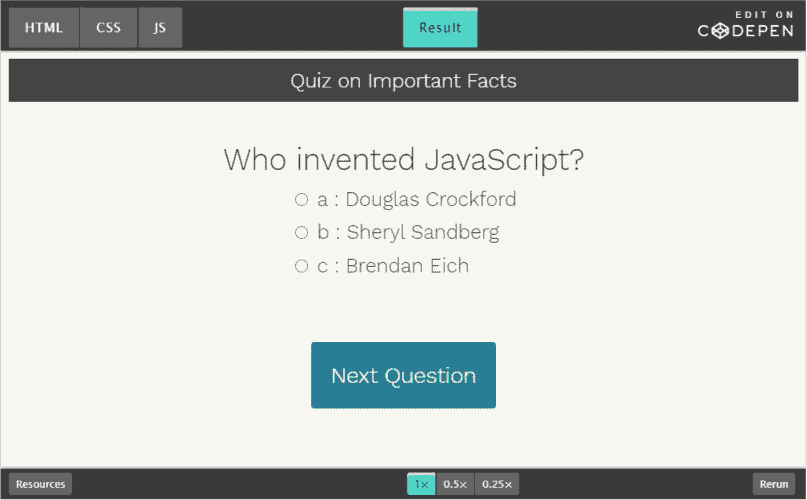 HTML CSS JS Result EDIT ON
CODEPEN
Quiz on Important Facts
Who invented JavaScript?
a : Douglas Crockford
b : Sheryl Sandberg
c : Brendan Eich
Next Question
Resources 1× 0.5× 0.25× Rerun